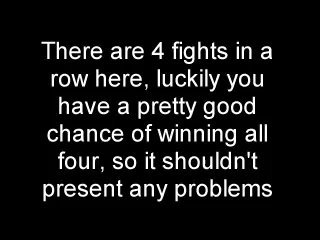 There are 4 fights in a
row here, luckily you
have a pretty good
chance of winning all
four, so it shouldn't
present any problems